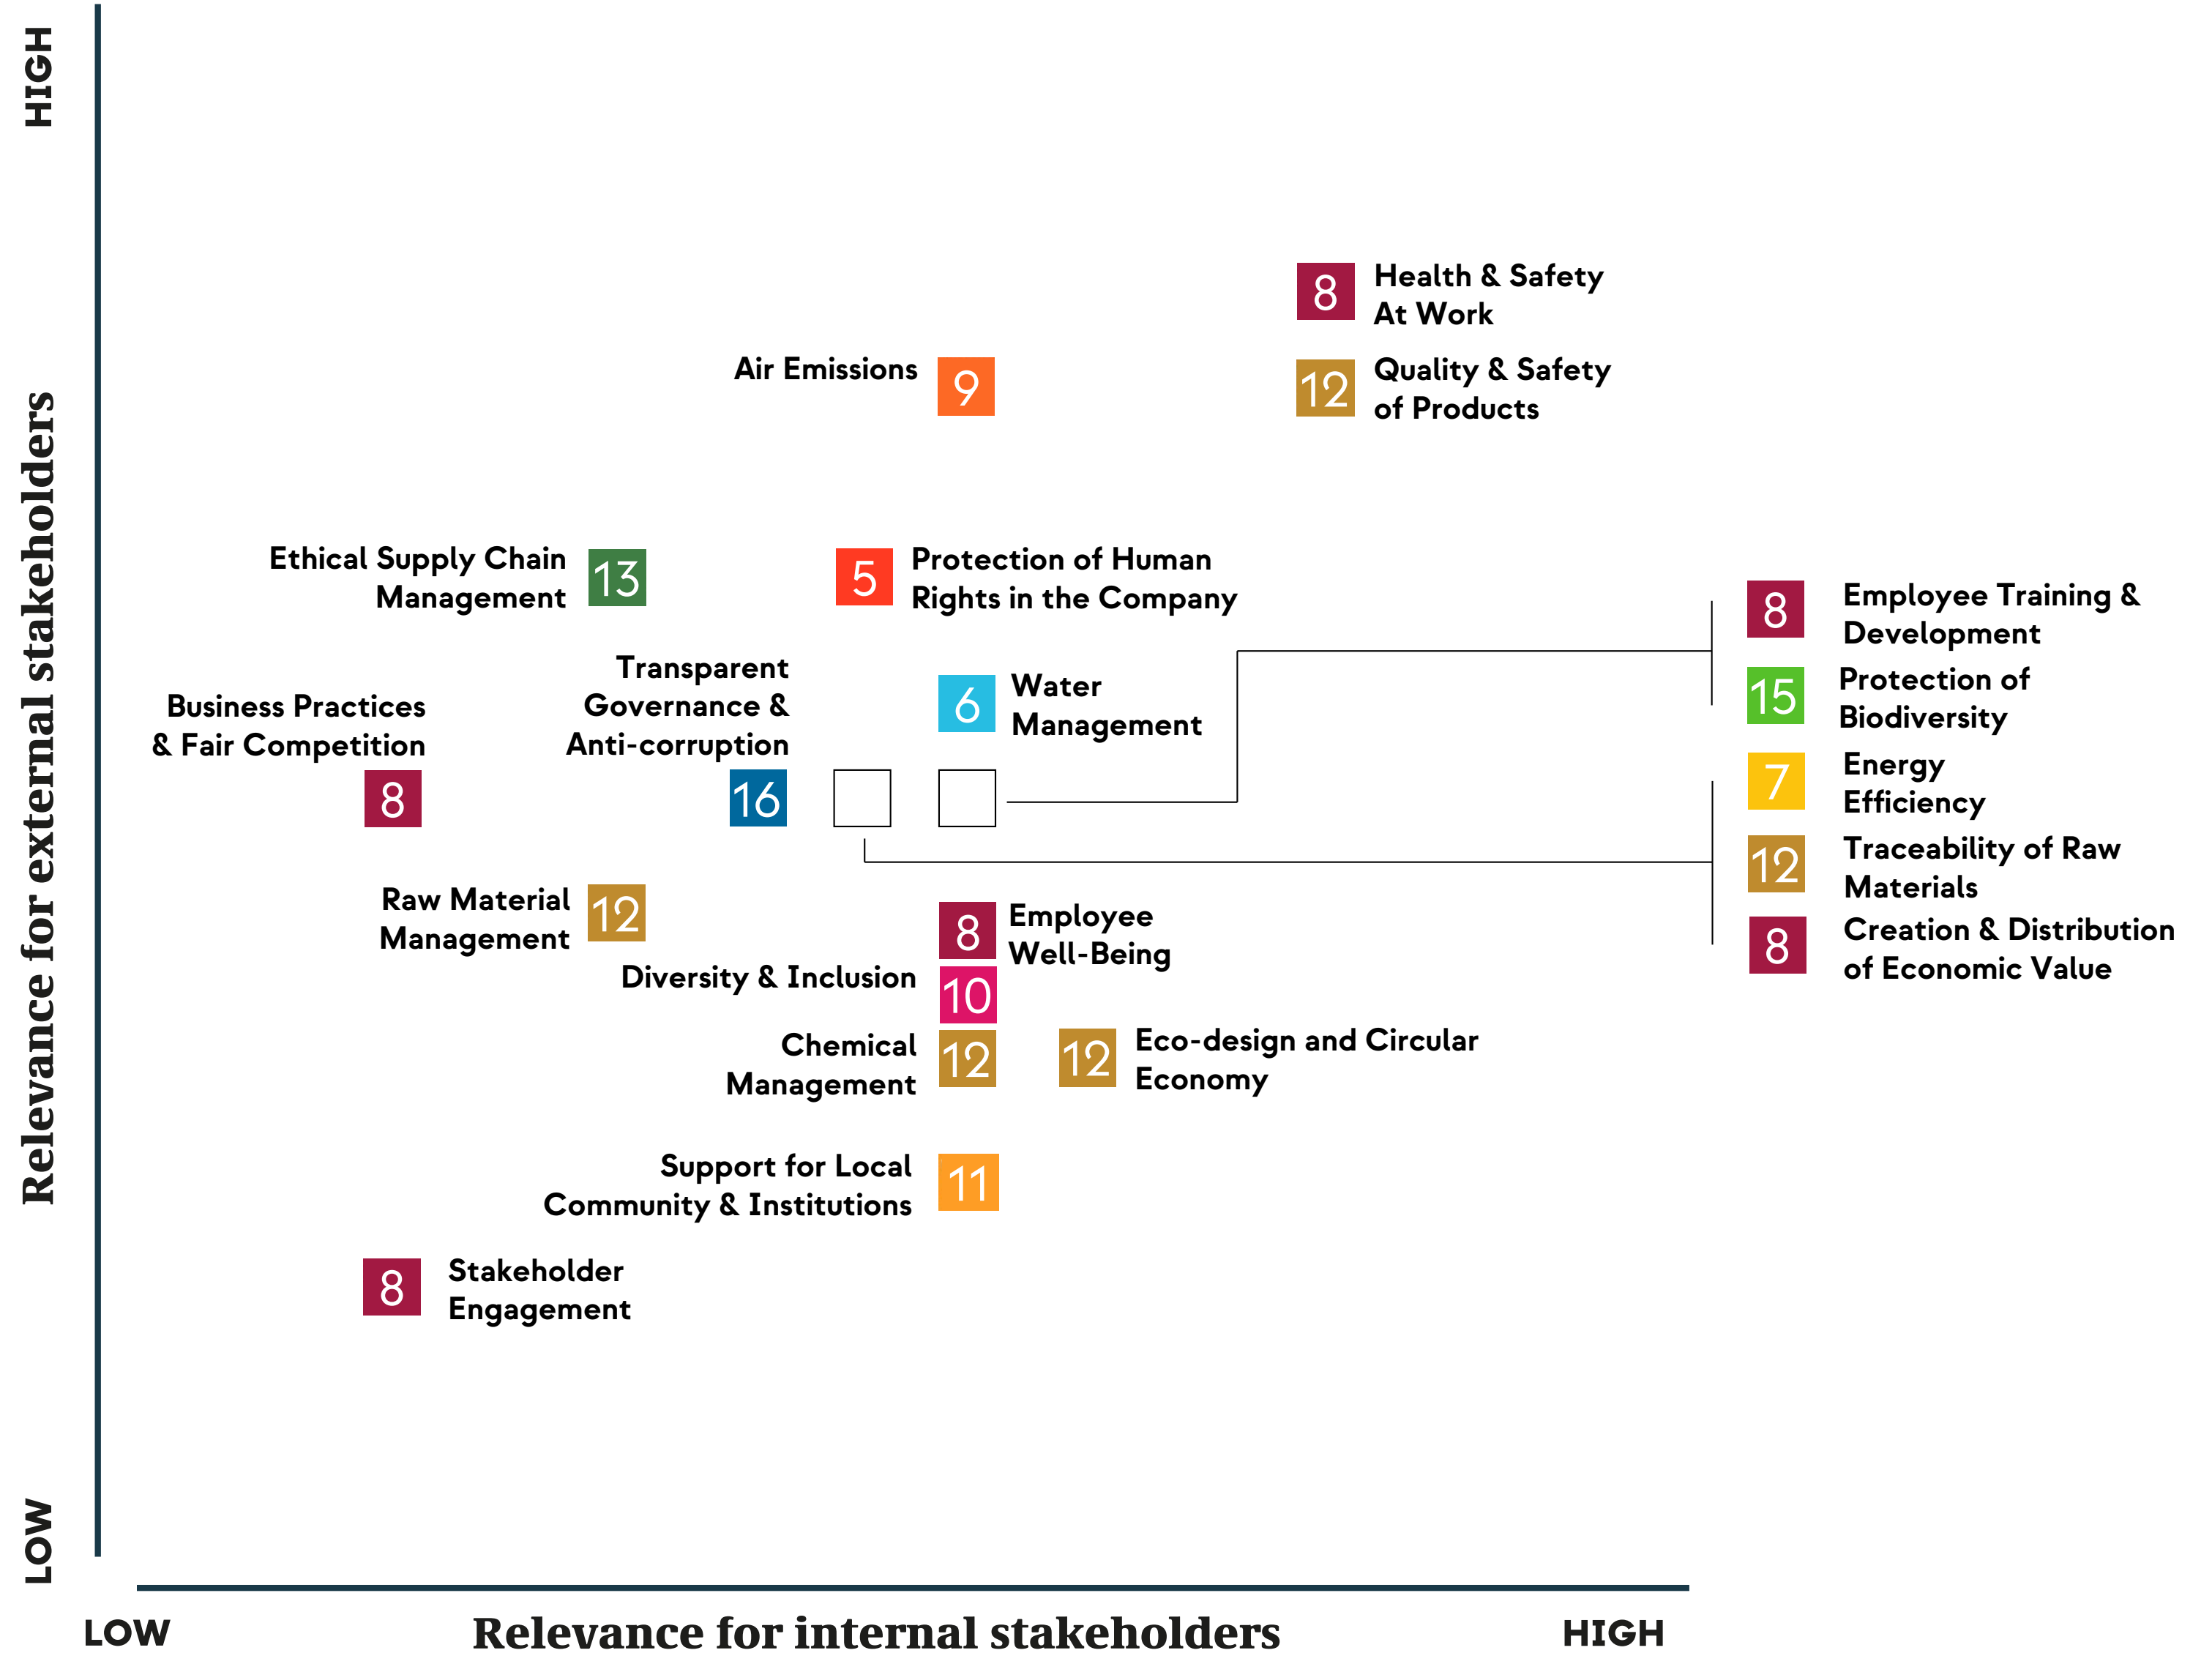 HIGH
Relevance for external stakeholders
LOW
8
Health & Safety
At Work
Air Emissions
9
12
Quality & Safety
of Products
Ethical Supply Chain
Management
13
5
Protection of Human
Rights in the Company
Transparent
Governance &
Anti-corruption
16
6
Water
Management
Business Practices
& Fair Competition
8
8
Employee Training &
Development
15
Protection of
Biodiversity
7
Energy
Efficiency
12
Traceability of Raw
Materials
8
Creation & Distribution
of Economic Value
Raw Material
Management
12
8
Employee
Well-Being
Diversity & Inclusion
10
Chemical
Management
12
12
Eco-design and Circular
Economy
Support for Local
Community & Institutions
11
8
Stakeholder
Engagement
LOW
Relevance for internal stakeholders
HIGH